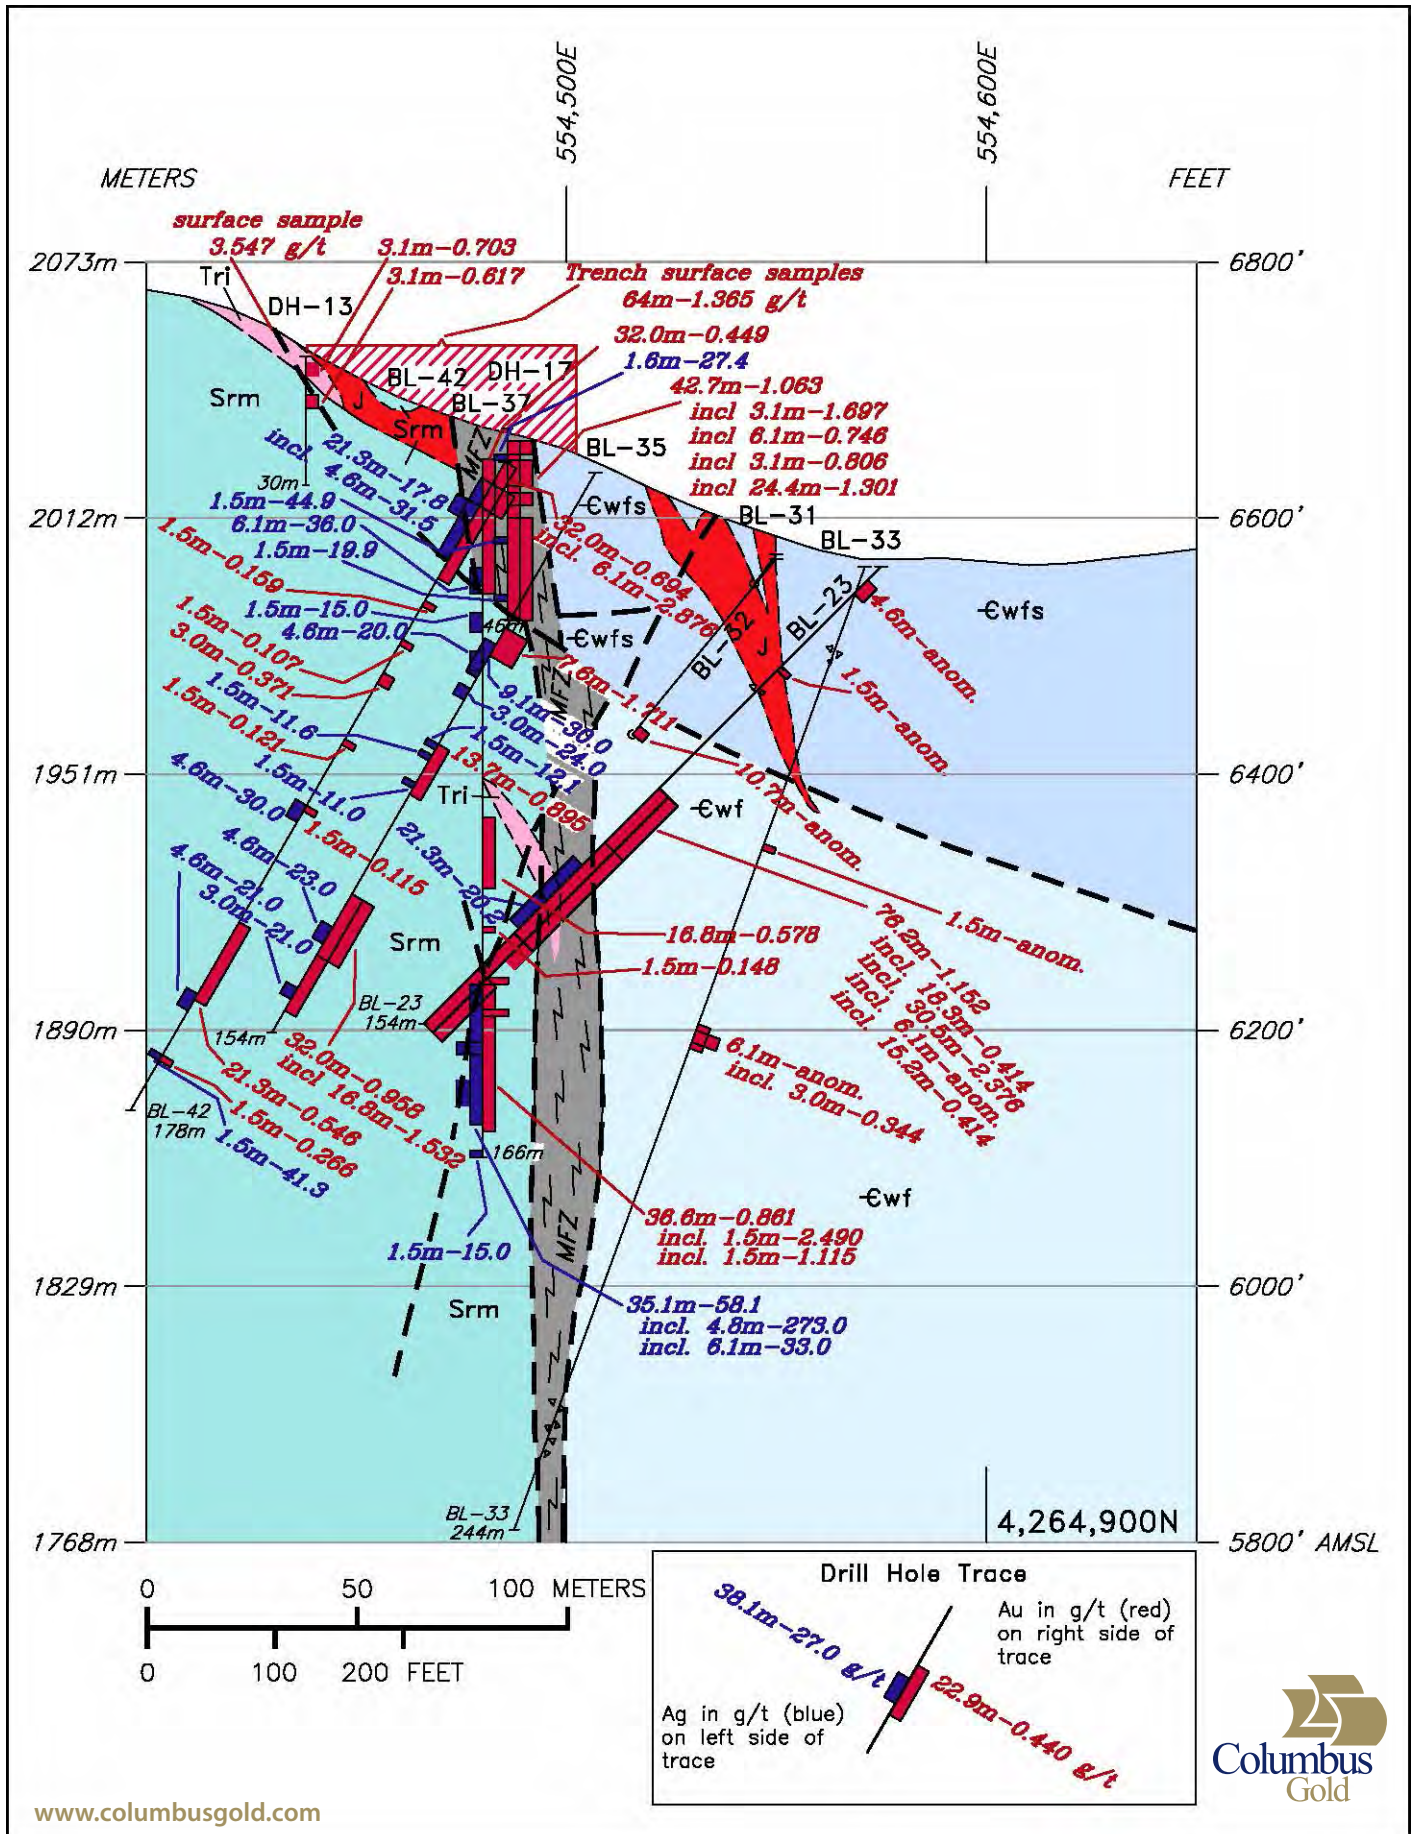 554,500E
554,600E
METERS
FEET
surface sample
3.547 g/t
3.1m-0.703
3.1m-0.617
Trench surface samples
64m-1.365 g/t
2073m
6800'
Tri
DH-13
32.0m-0.449
1.6m-27.4
BL-42
DH-17
42.7m-1.063
incl 3.1m-1.697
incl 6.1m-0.746
incl 3.1m-0.806
incl 24.4m-1.301
Srm
J
BL-37
Srm
MFZ
BL-35
21.3m-17.8
incl. 4.6m-31.5
30m
1.5m-44.9
6.1m-36.0
1.5m-19.9
2012m
6600'
Ꞓwfs
BL-31
BL-33
32.0m-0.694
incl. 6.1m-2.876
1.5m-0.159
1.5m-15.0
4.6m-20.0
46m
Ꞓwfs
Ꞓwfs
BL-32
J
BL-23
4.6m-anom.
1.5m-anom.
1.5m-0.107
3.0m-0.371
1.5m-11.6
1.5m-0.121
7.6m-1.711
MFZ
9.1m-30.0
3.0m-24.0
1.5m-12.1
13.7m-0.895
1951m
6400'
4.6m-30.0
1.5m-11.0
Tri
10.7m-anom.
Ꞓwf
1.5m-0.115
4.6m-23.0
4.6m-21.0
3.0m-21.0
21.3m-20.2
Srm
16.8m-0.578
1.5m-0.148
1.5m-anom.
76.2m-1.152
incl. 18.3m-0.414
incl. 30.5m-2.376
incl. 6.1m-anom.
incl. 15.2m-0.414
BL-23
154m
1890m
6200'
154m
6.1m-anom.
incl. 3.0m-0.344
32.0m-0.958
incl 16.8m-1.532
21.3m-0.546
1.5m-0.266
1.5m-41.3
BL-42
178m
166m
Ꞓwf
36.6m-0.861
incl. 1.5m-2.490
incl. 1.5m-1.115
MFZ
1.5m-15.0
1829m
6000'
Srm
35.1m-58.1
incl. 4.8m-273.0
incl. 6.1m-33.0
BL-33
244m
4,264,900N
1768m
5800' AMSL
0 50 100 METERS
0 100 200 FEET
Drill Hole Trace
38.1m-27.0 g/t
Au in g/t (red)
on right side of
trace
22.9m-0.440 g/t
Ag in g/t (blue)
on left side of
trace
Columbus
Gold
www.columbusgold.com